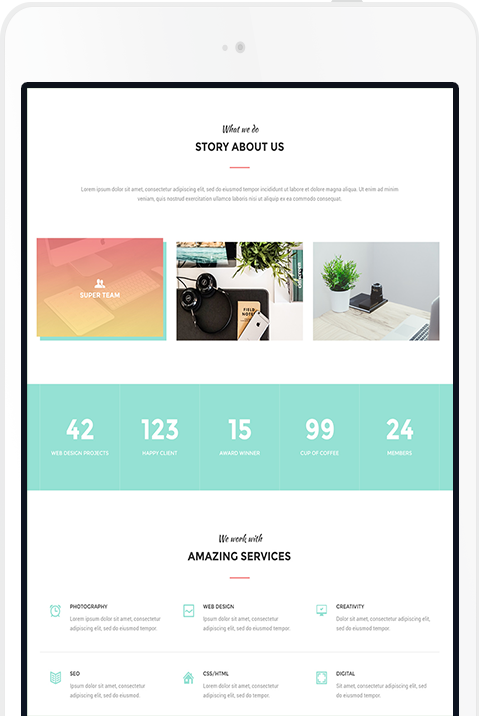 What we do
STORY ABOUT US
Lorem ipsum dolor sit amet, consectetur adipiscing elit, sed do eiusmod tempor incididunt ut labore et dolore magna aliqua. Ut enim ad minim
veniam, quis nostrud exercitation ullamco laboris nisi ut aliquip ex ea commodo consequat.
SUPER TEAM
FIELD
NOTES
42
123
15
99
24
WEB DESIGN PROJECTS
HAPPY CLIENT
AWARD WINNER
CUP OF COFFEE
MEMBERS
We work with
AMAZING SERVICES
PHOTOGRAPHY
Lorem ipsum dolor sit amet, consectetur
adipiscing elit, sed do eiusmod tempor.
WEB DESIGN
Lorem ipsum dolor sit amet, consectetur
adipiscing elit, sed do eiusmod tempor.
CREATIVITY
Dolor sit amet, consectetur adipiscing elit,
sed do eiusmod tempor.
SEO
Ipsum dolor sit amet, consectetur
adipiscing elit, sed do eiusmod.
CSS/HTML
Lorem ipsum dolor sit amet, consectetur
adipiscing elit, sed do eiusmod tempor.
DIGITAL
Sit amet, consectetur adipiscing elit,
Sit amet do eiusmod tempor.